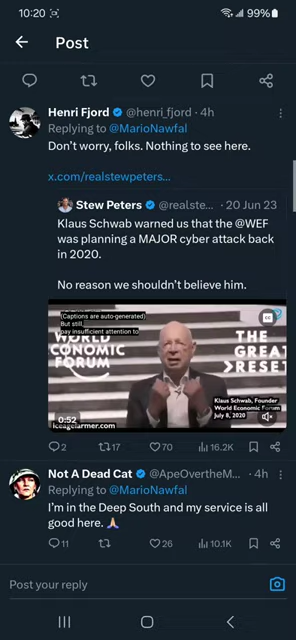 10:20
99%
Post
Henri Fjord @henri_fjord · 4h
Replying to @MarioNawfal
Don't worry, folks. Nothing to see here.
x.com/realstewpeters...
Stew Peters @realste... · 20 Jun 23
Klaus Schwab warned us that the @WEF
was planning a MAJOR cyber attack back
in 2020.
No reason we shouldn't believe him.
(Captions are auto-generated)
But still
pay insufficient attention to
WORLD
CONOMIC
FORUM
THE
GREAT
RESET
Klaus Schwab, Founder
World Economic Forum
July 8, 2020
0:52
iceagefarmer.com
2 17 70 16.2K
Not A Dead Cat @ApeOvertheM... · 4h
Replying to @MarioNawfal
I'm in the Deep South and my service is all
good here. 🙏
11 26 10.1K
Post your reply